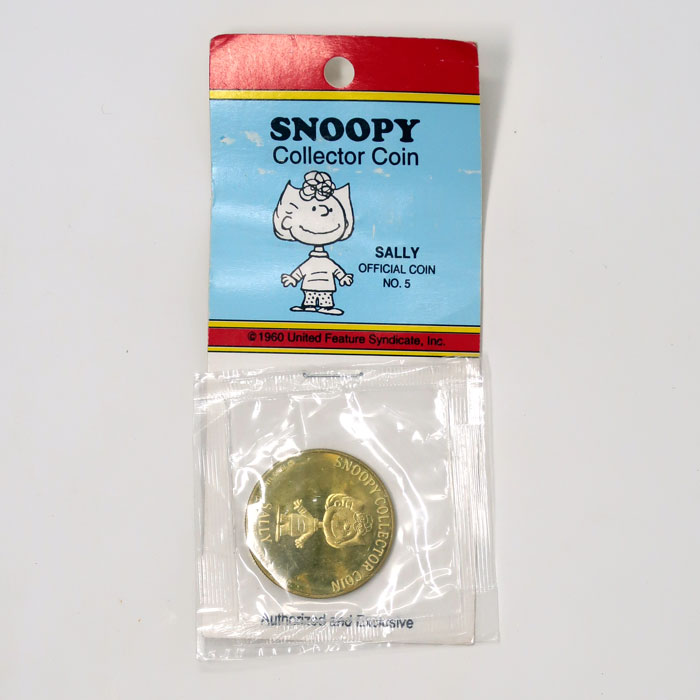 SNOOPY
Collector Coin
SALLY
OFFICIAL COIN
NO. 5
©1960 United Feature Syndicate, Inc.
SNOOPY COLLECTOR COIN
SALLY
Authorized and Exclusive